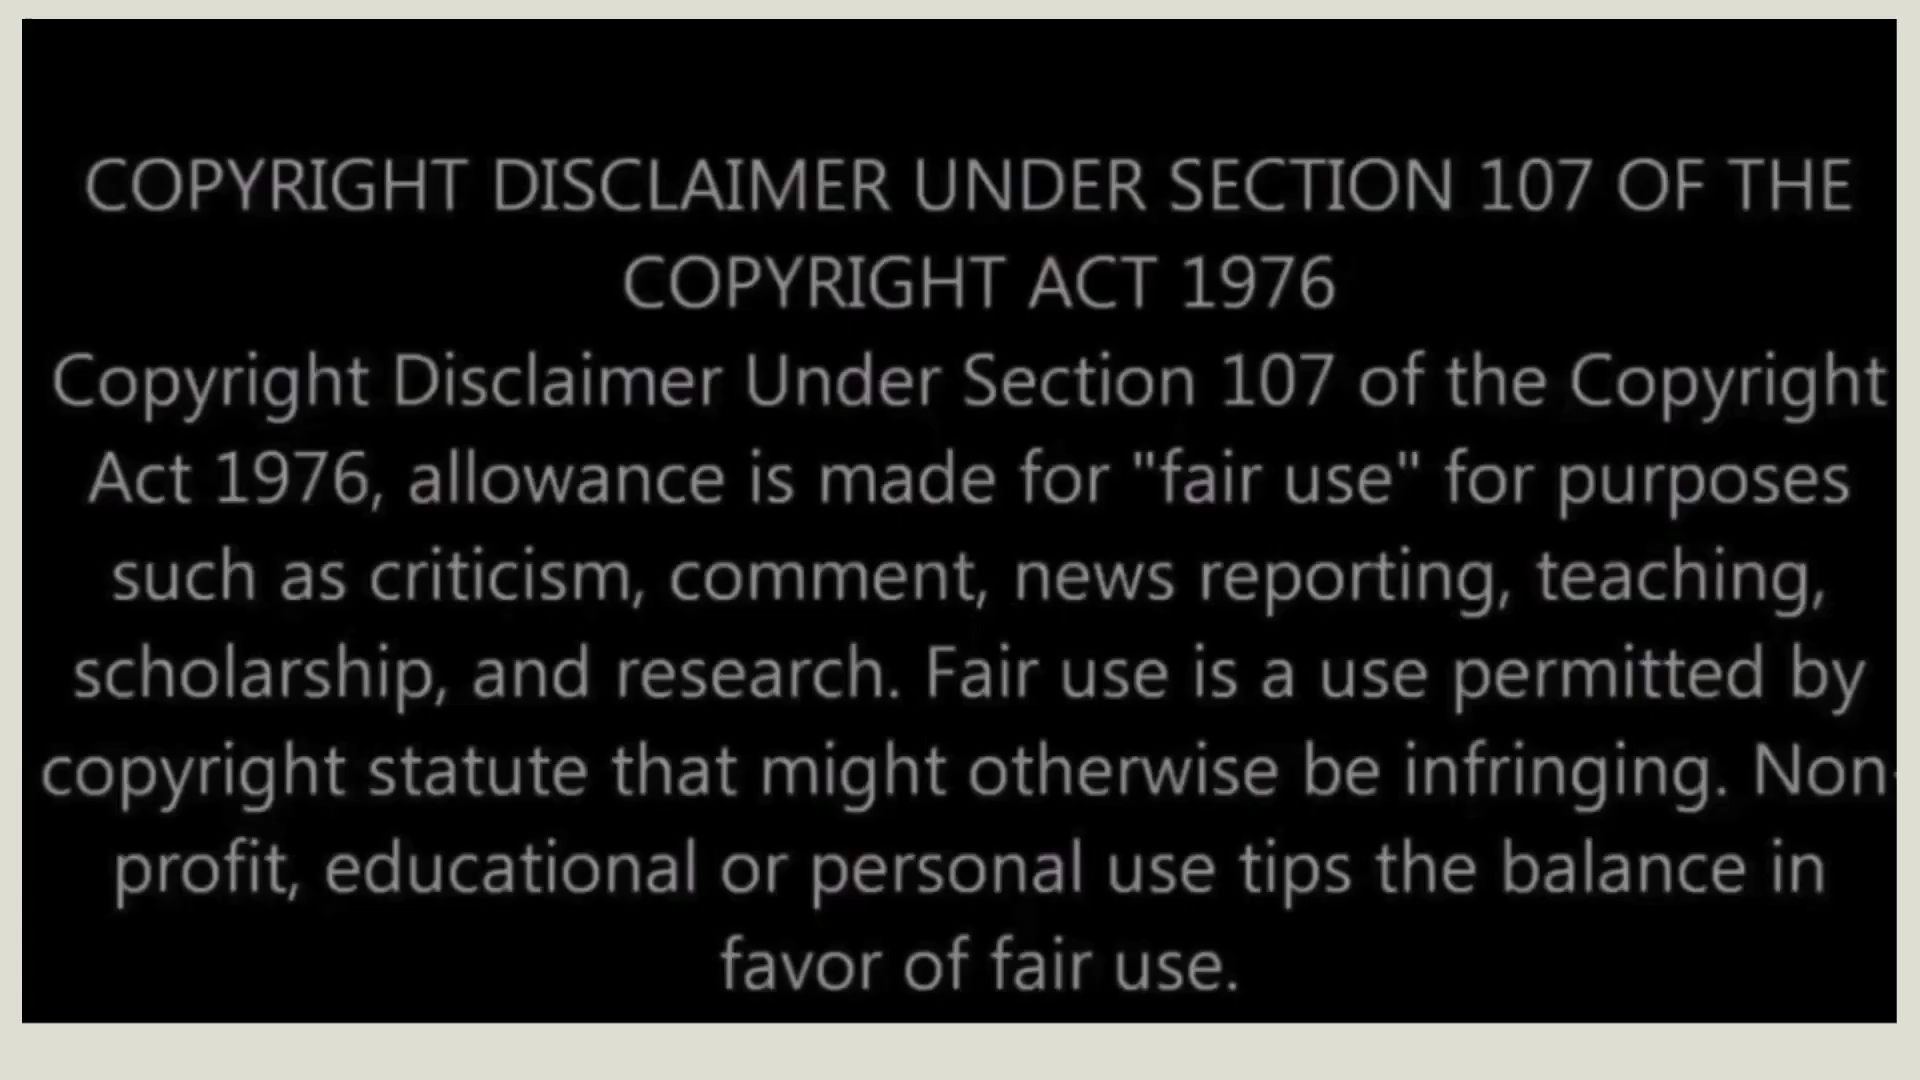 COPYRIGHT DISCLAIMER UNDER SECTION 107 OF THE
COPYRIGHT ACT 1976
Copyright Disclaimer Under Section 107 of the Copyright
Act 1976, allowance is made for "fair use" for purposes
such as criticism, comment, news reporting, teaching,
scholarship, and research. Fair use is a use permitted by
copyright statute that might otherwise be infringing. Non-
profit, educational or personal use tips the balance in
favor of fair use.